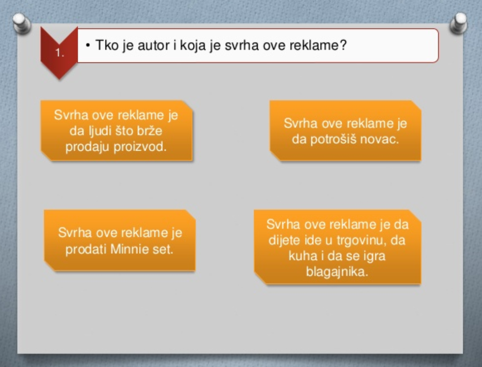 1.
• Tko je autor i koja je svrha ove reklame?
Svrha ove reklame je
da ljudi što brže
prodaju proizvod.
Svrha ove reklame je
da potrošiš novac.
Svrha ove reklame je
prodati Minnie set.
Svrha ove reklame je da
dijete ide u trgovinu, da
kuha i da se igra
blagajnika.